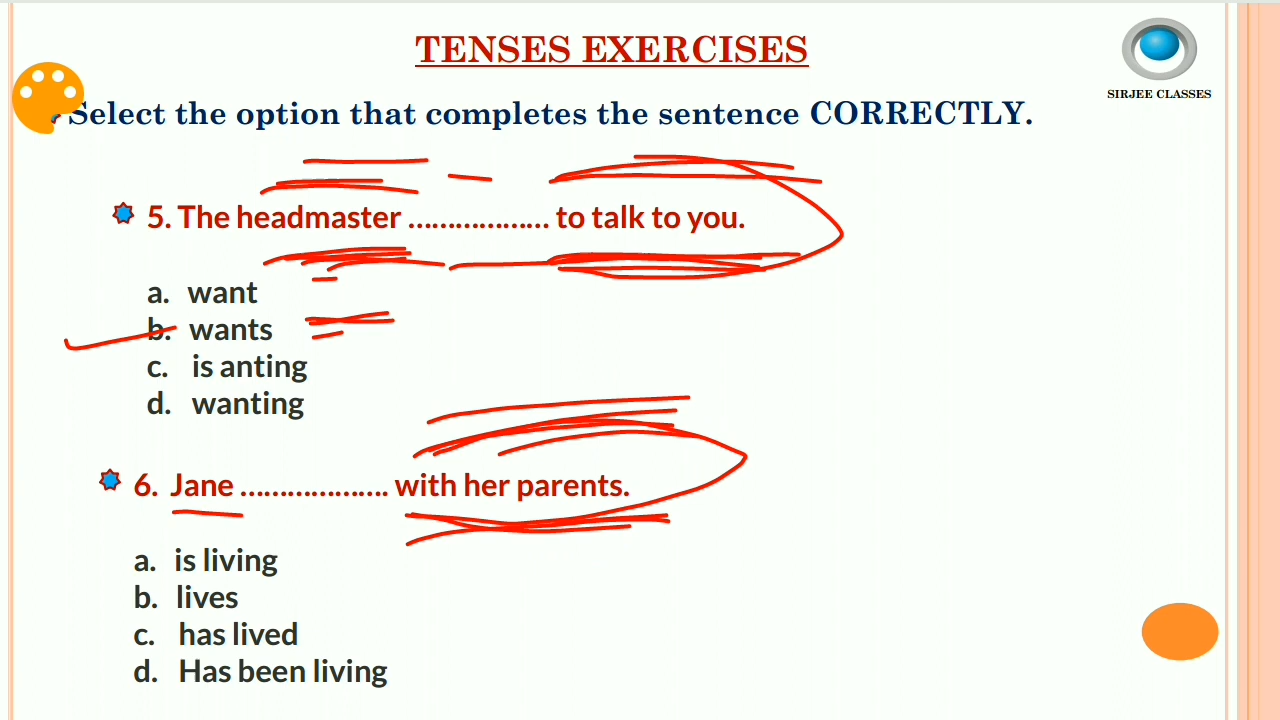 TENSES EXERCISES
SIRJEE CLASSES
Select the option that completes the sentence CORRECTLY.
5. The headmaster ……………… to talk to you.
a. want
b. wants
c. is anting
d. wanting
6. Jane ………………. with her parents.
a. is living
b. lives
c. has lived
d. Has been living